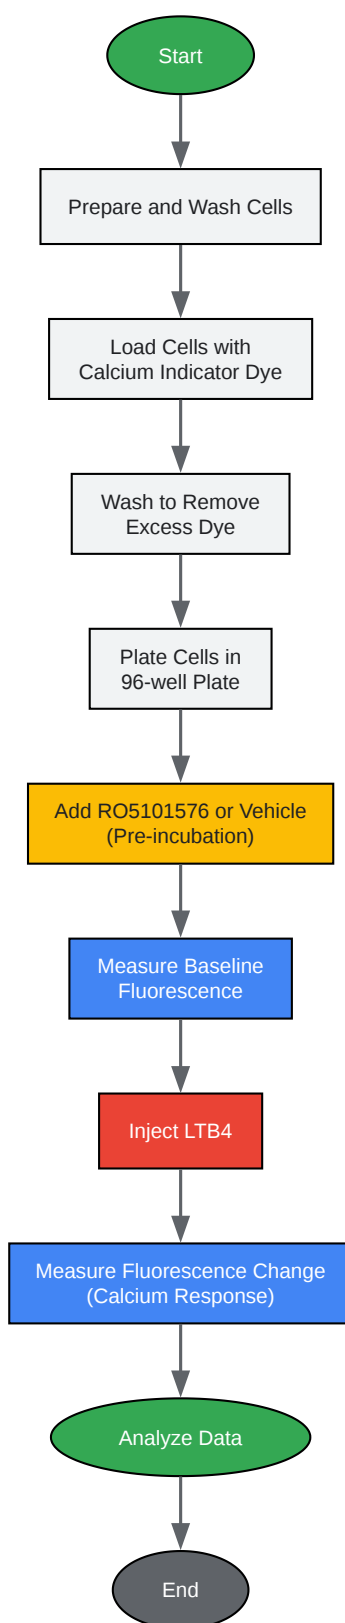 Start
Prepare and Wash Cells
Load Cells with
Calcium Indicator Dye
Wash to Remove
Excess Dye
Plate Cells in
96-well Plate
Add RO5101576 or Vehicle
(Pre-incubation)
Measure Baseline
Fluorescence
Inject LTB4
Measure Fluorescence Change
(Calcium Response)
Analyze Data
End